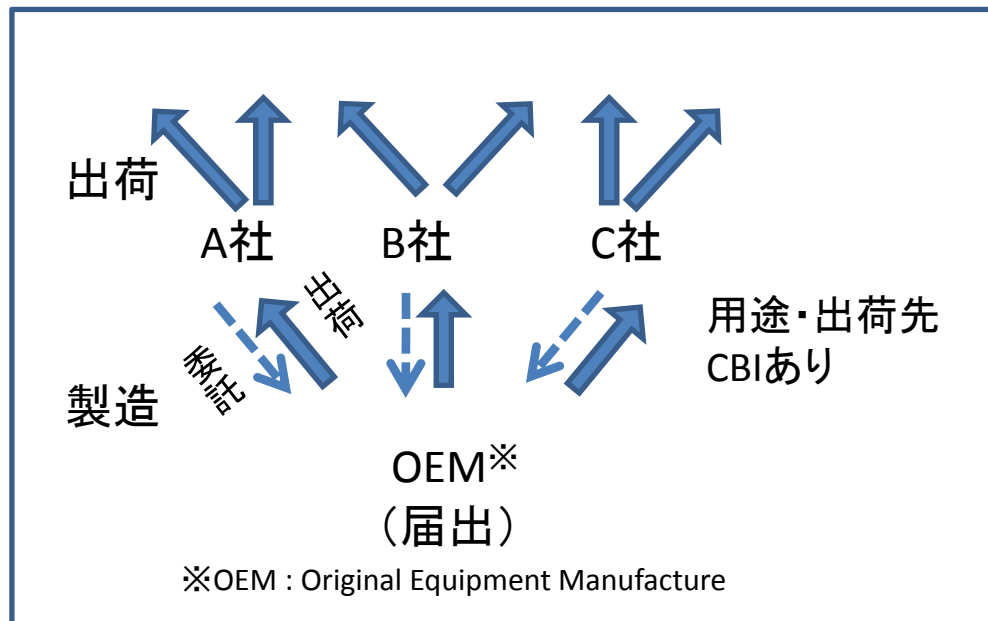 出荷
A社
B社
C社
出荷
委託
用途・出荷先
CBIあり
製造
OEM※
（届出）
※OEM : Original Equipment Manufacture